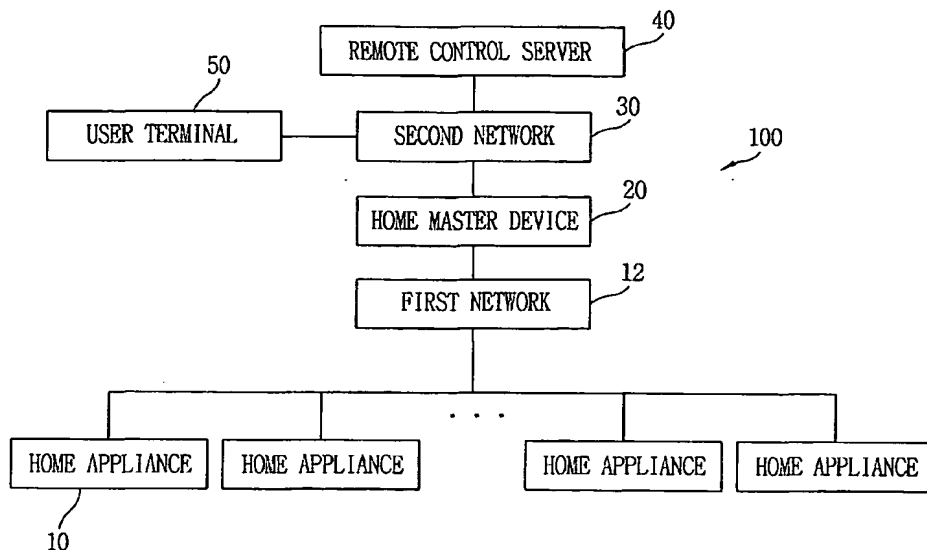 40
REMOTE CONTROL SERVER
50
30
USER TERMINAL
SECOND NETWORK
100
20
HOME MASTER DEVICE
12
FIRST NETWORK
. . .
HOME APPLIANCE
HOME APPLIANCE
HOME APPLIANCE
HOME APPLIANCE
10